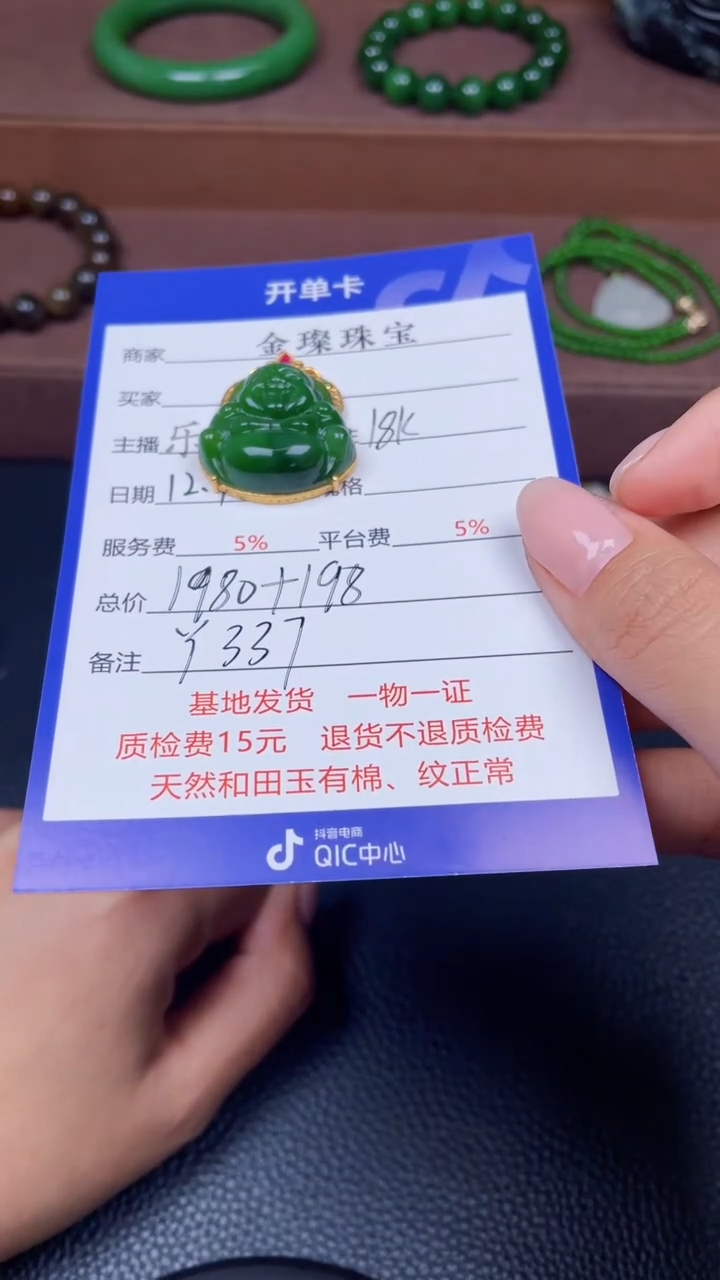 开单卡
商家 金璨珠宝
买家
主播 乐 18K
日期 12. 格
服务费 5% 平台费 5%
总价 1980+198
备注 ¥337
基地发货 一物一证
质检费15元 退货不退质检费
天然和田玉有棉、纹正常
抖音电商
QIC中心